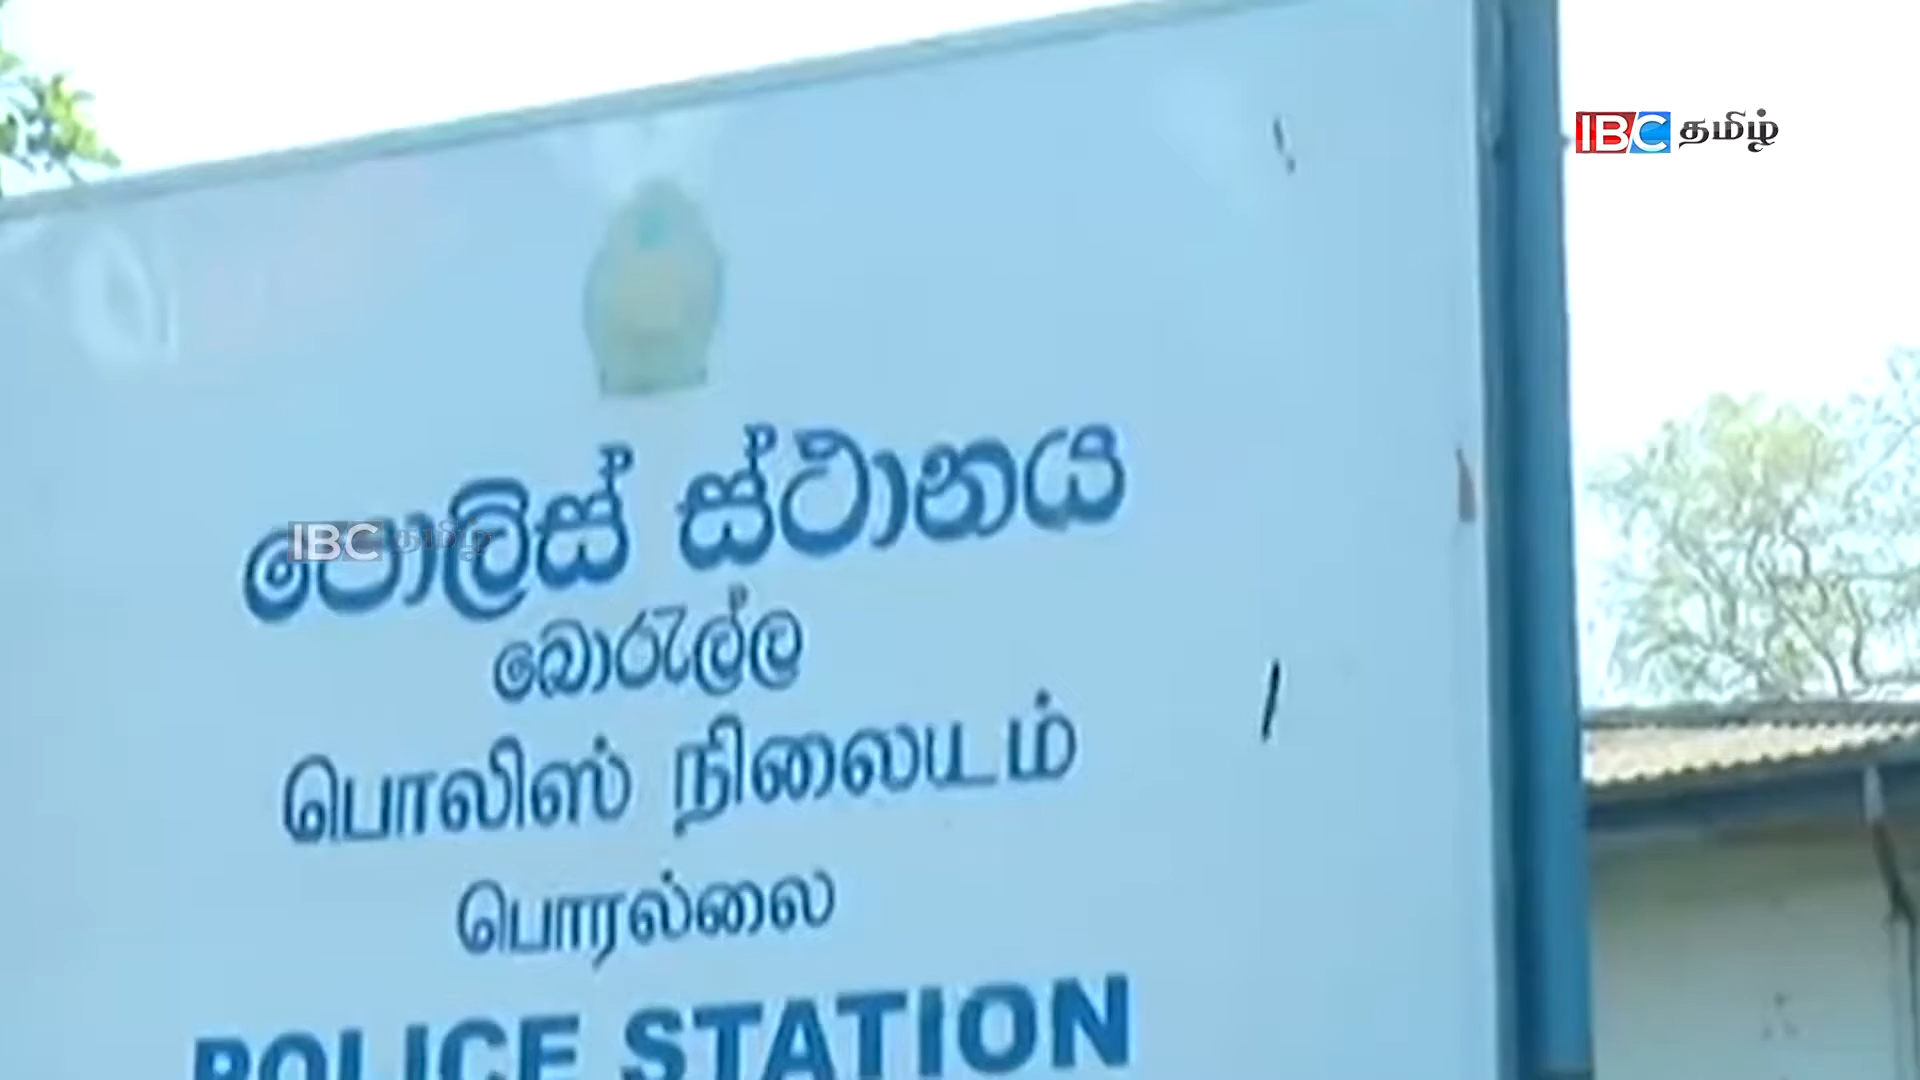 IBC தமிழ்
පොලිස් ස්ථානය
IBC தமிழ்
බොරැල්ල
பொலிஸ் நிலையம்
பொரல்லை
POLICE STATION